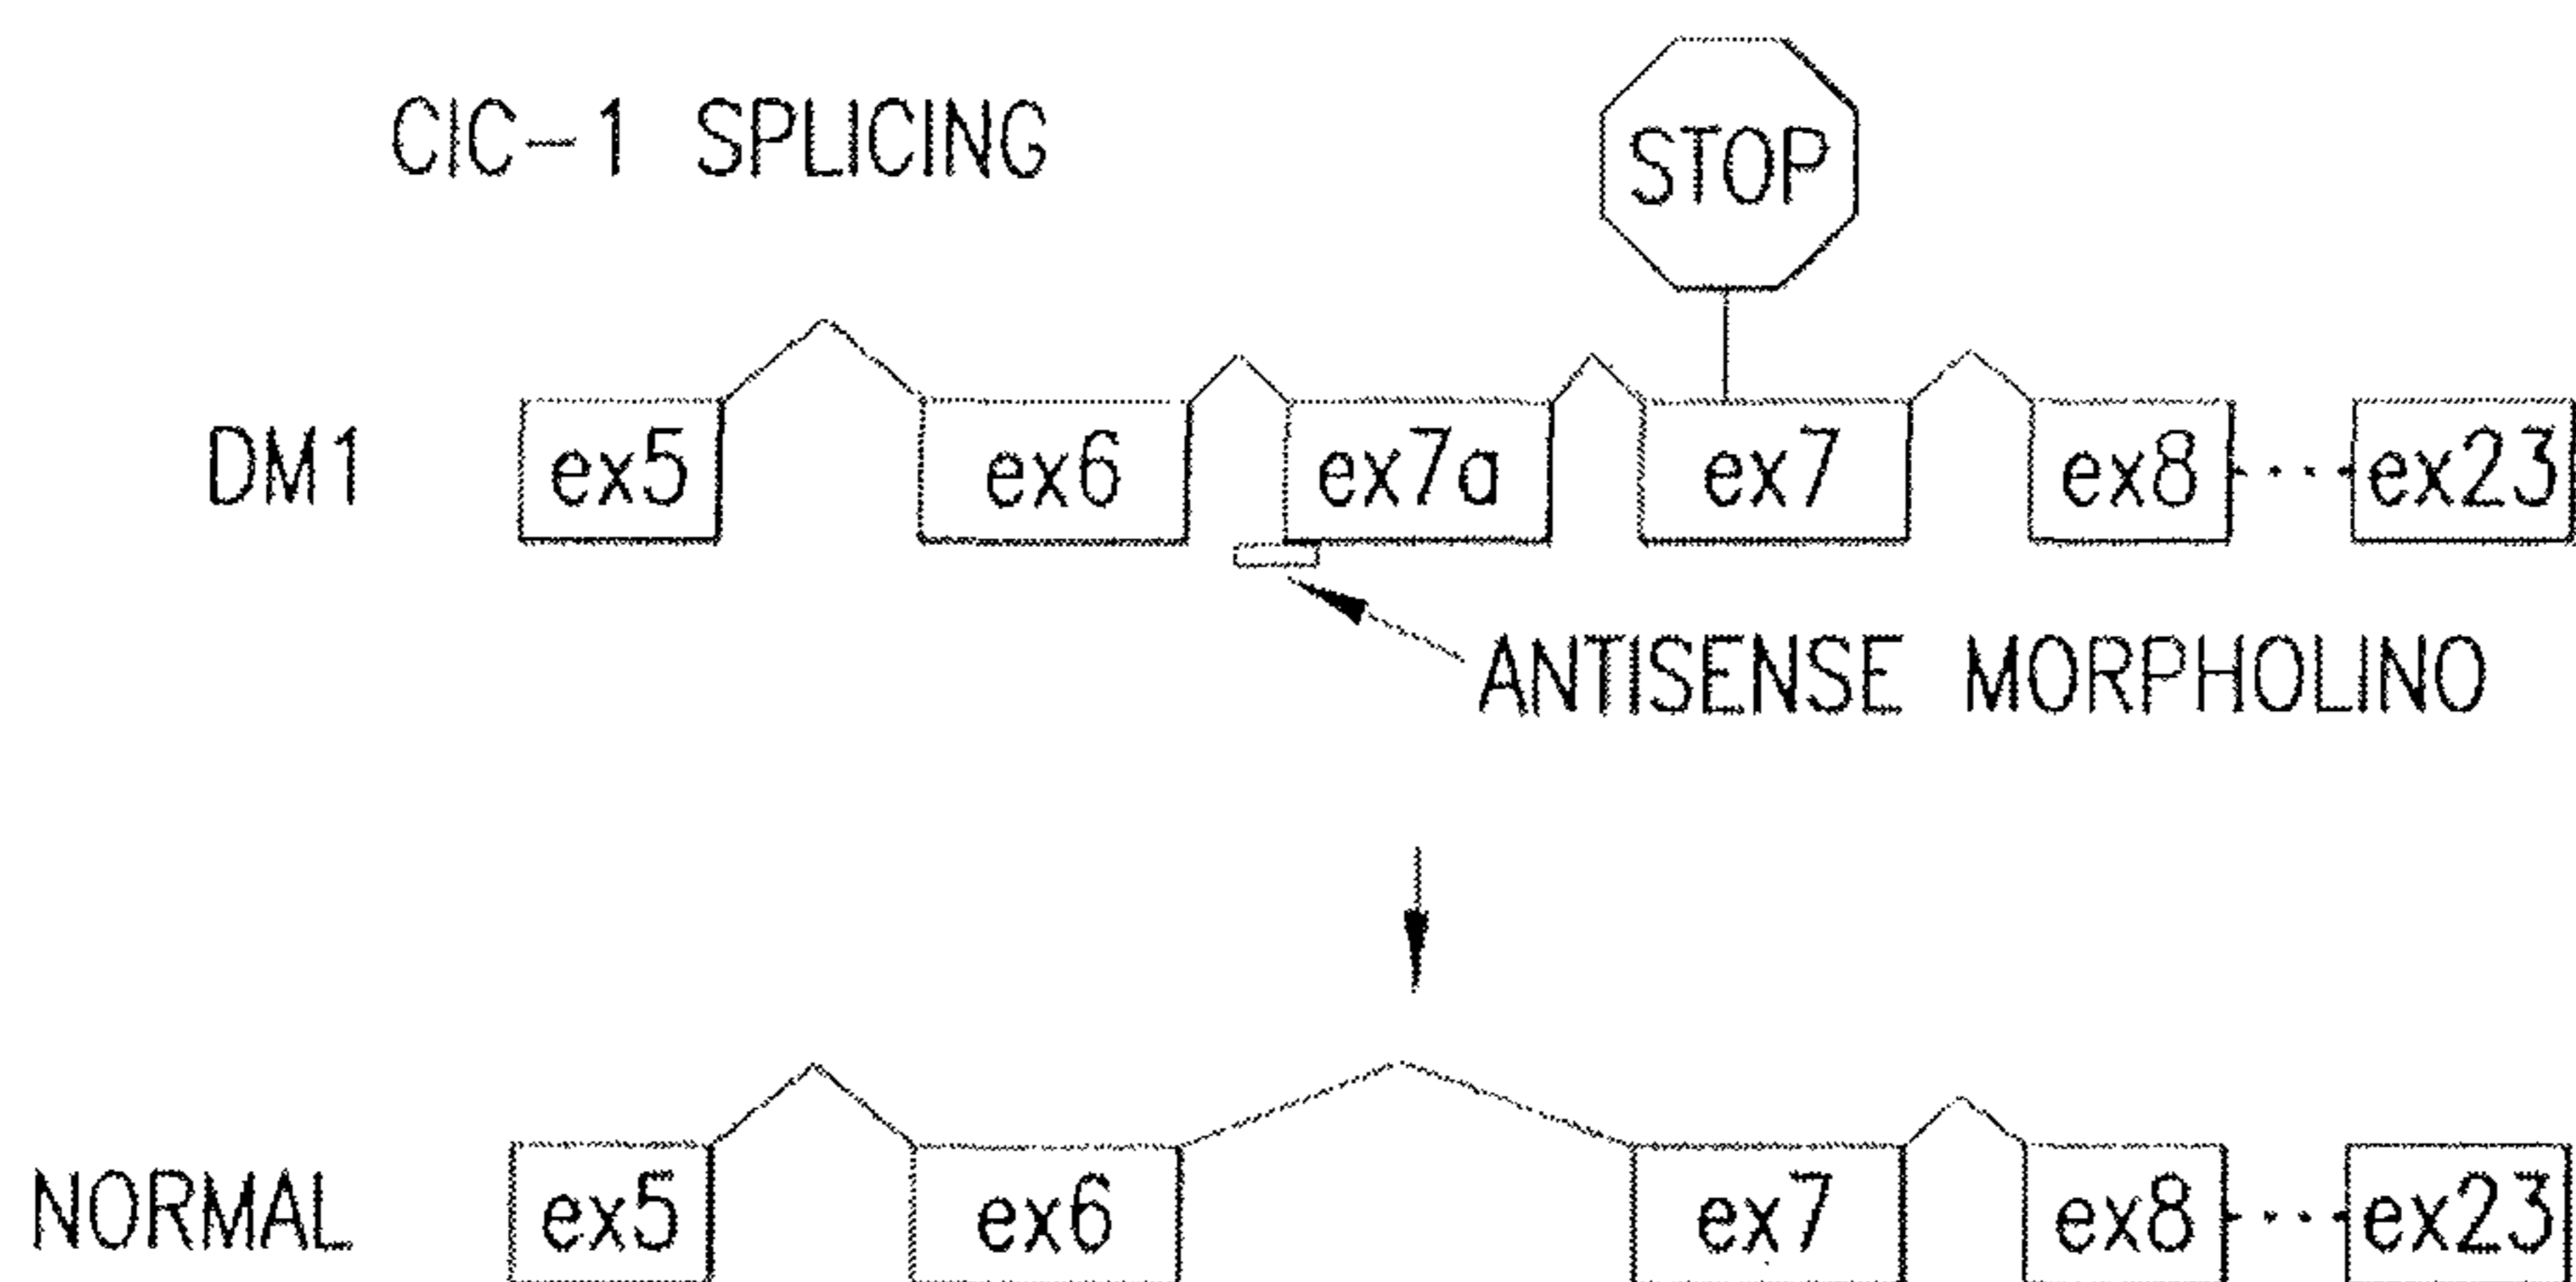 ClC-1 SPLICING
STOP
DM1 ex5 ex6 ex7a ex7 ex8 ··· ex23
ANTISENSE MORPHOLINO
NORMAL ex5 ex6 ex7 ex8 ··· ex23